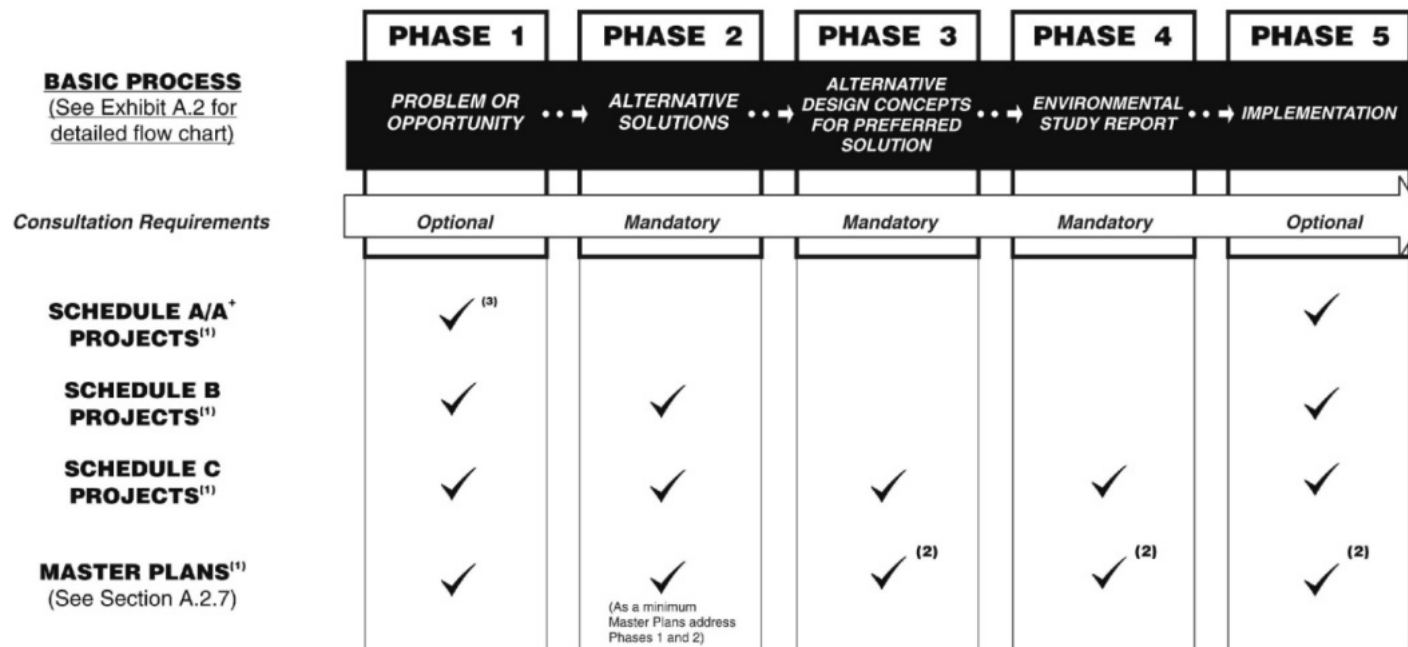 PHASE 1
PHASE 2
PHASE 3
PHASE 4
PHASE 5
BASIC PROCESS
(See Exhibit A.2 for
detailed flow chart)
PROBLEM OR
OPPORTUNITY
ALTERNATIVE
SOLUTIONS
ALTERNATIVE
DESIGN CONCEPTS
FOR PREFERRED
SOLUTION
ENVIRONMENTAL
STUDY REPORT
IMPLEMENTATION
Consultation Requirements
Optional
Mandatory
Mandatory
Mandatory
Optional
SCHEDULE A/A+
PROJECTS(1)
✓ (3)
✓
SCHEDULE B
PROJECTS(1)
✓
✓
✓
SCHEDULE C
PROJECTS(1)
✓
✓
✓
✓
✓
MASTER PLANS(1)
(See Section A.2.7)
✓
✓
(As a minimum
Master Plans address
Phases 1 and 2)
✓ (2)
✓ (2)
✓ (2)